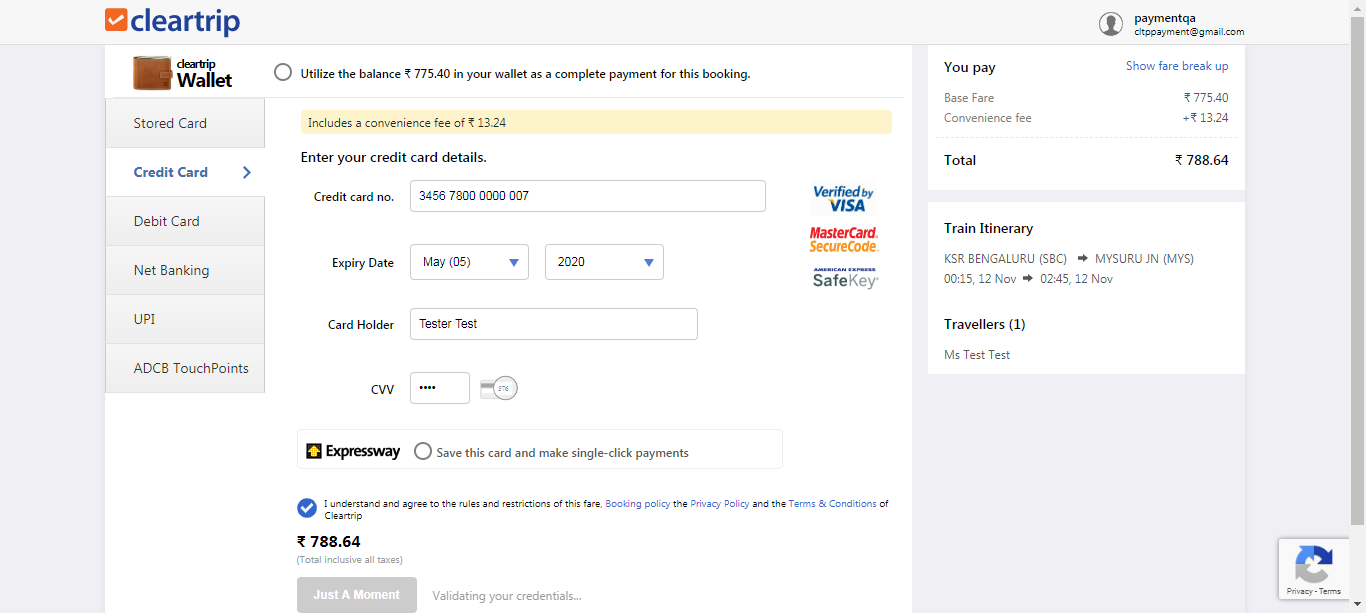 cleartrip
paymentqa
cltppayment@gmail.com
cleartrip
Wallet
Utilize the balance ₹ 775.40 in your wallet as a complete payment for this booking.
Stored Card
Credit Card
Debit Card
Net Banking
UPI
ADCB TouchPoints
Includes a convenience fee of ₹ 13.24
Enter your credit card details.
Credit card no. 3456 7800 0000 007
Expiry Date May (05) 2020
Card Holder Tester Test
CVV ••••
576
Verified by
VISA
MasterCard.
SecureCode.
AMERICAN EXPRESS
SafeKey
Expressway Save this card and make single-click payments
I understand and agree to the rules and restrictions of this fare, Booking policy the Privacy Policy and the Terms & Conditions of
Cleartrip
₹ 788.64
(Total inclusive all taxes)
Just A Moment Validating your credentials...
You pay Show fare break up
Base Fare ₹ 775.40
Convenience fee +₹ 13.24
Total ₹ 788.64
Train Itinerary
KSR BENGALURU (SBC) ➡ MYSURU JN (MYS)
00:15, 12 Nov ➡ 02:45, 12 Nov
Travellers (1)
Ms Test Test
Privacy - Terms